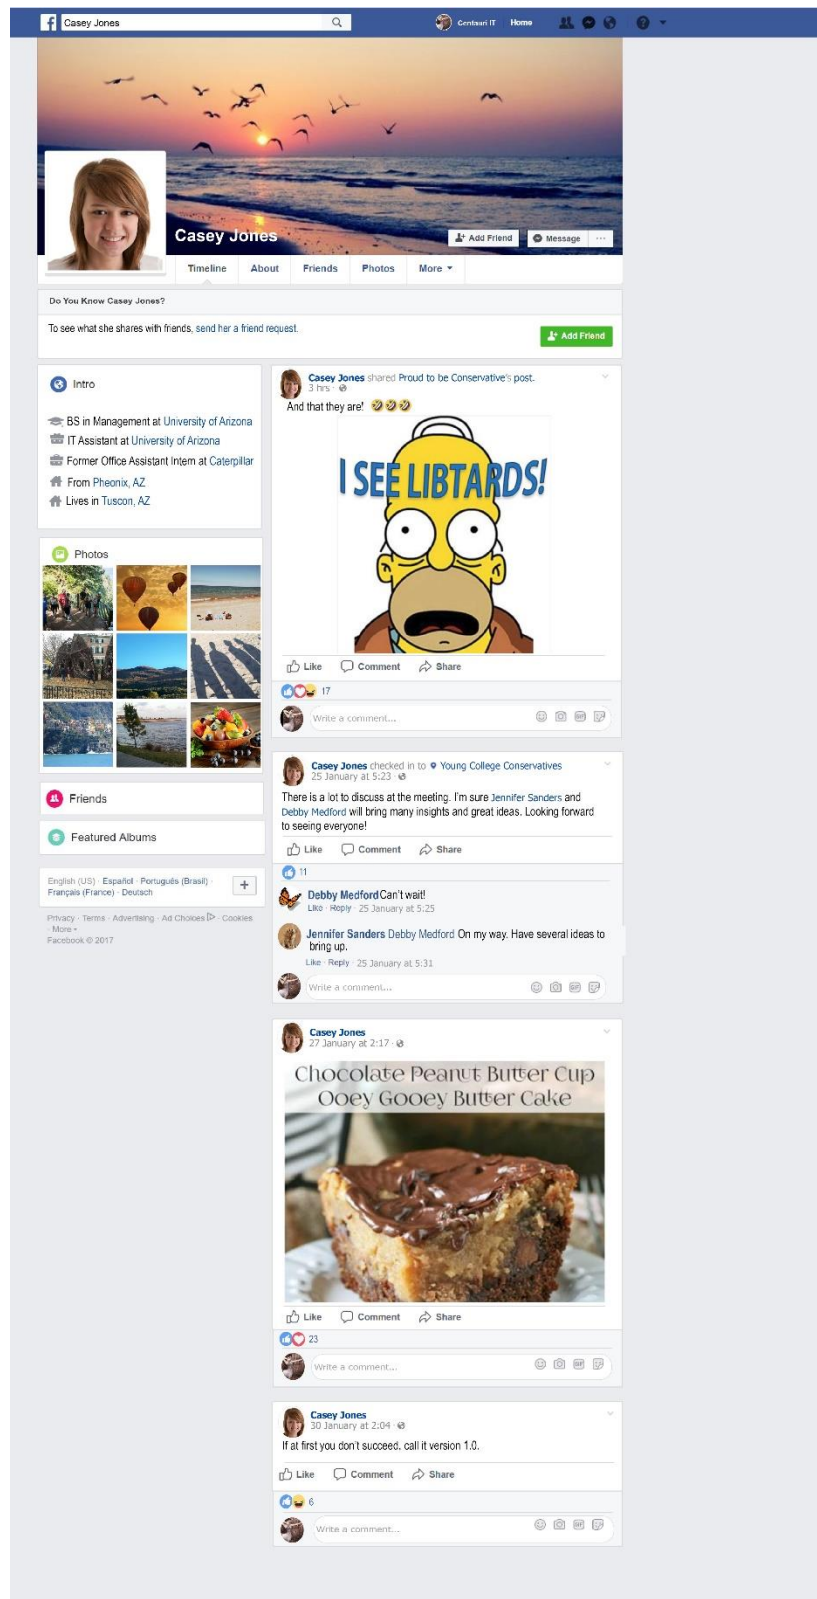 Casey Jones
Centauri IT
Home
Casey Jones
Add Friend
Message
Timeline
About
Friends
Photos
More
Do You Know Casey Jones?
To see what she shares with friends, send her a friend request.
Add Friend
Intro
BS in Management at University of Arizona
IT Assistant at University of Arizona
Former Office Assistant Intern at Caterpillar
From Pheonix, AZ
Lives in Tuscon, AZ
Photos
Friends
Featured Albums
English (US) · Español · Português (Brasil) ·
Français (France) · Deutsch
Privacy · Terms · Advertising · Ad Choices · Cookies
· More
Facebook © 2017
Casey Jones shared Proud to be Conservative's post.
3 hrs ·
And that they are! 🤣🤣🤣
I SEE LIBTARDS!
Like Comment Share
17
Write a comment...
Casey Jones checked in to Young College Conservatives
25 January at 5:23 ·
There is a lot to discuss at the meeting. I'm sure Jennifer Sanders and
Debby Medford will bring many insights and great ideas. Looking forward
to seeing everyone!
Like Comment Share
11
Debby Medford Can't wait!
Like · Reply · 25 January at 5:25
Jennifer Sanders Debby Medford On my way. Have several ideas to
bring up.
Like · Reply · 25 January at 5:31
Write a comment...
Casey Jones
27 January at 2:17 ·
Chocolate Peanut Butter Cup
Ooey Gooey Butter Cake
Like Comment Share
23
Write a comment...
Casey Jones
30 January at 2:04 ·
If at first you don't succeed, call it version 1.0.
Like Comment Share
6
Write a comment...